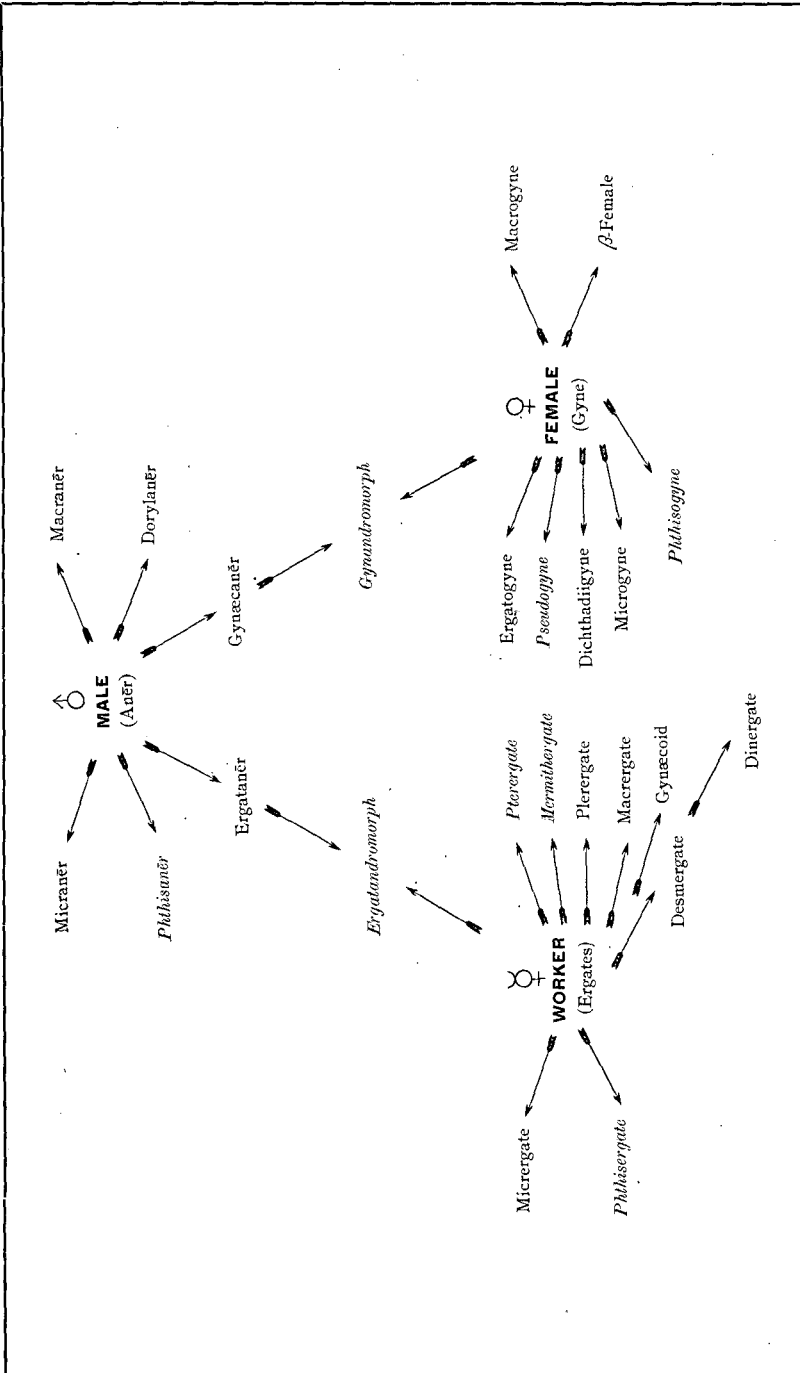 Micranēr
Macranēr
♂
MALE
(Anēr)
Phthisanēr
Dorylanēr
Ergatanēr
Gynæcanēr
Ergatandromorph
Gynandromorph
☿
WORKER
(Ergates)
Micrergate
Phthisergate
Pterergate
Mermithergate
Plerergate
Macrergate
Gynæcoid
Desmergate
Dinergate
♀
FEMALE
(Gyne)
Ergatogyne
Pseudogyne
Dichthadiigyne
Microgyne
Phthisogyne
Macrogyne
β-Female